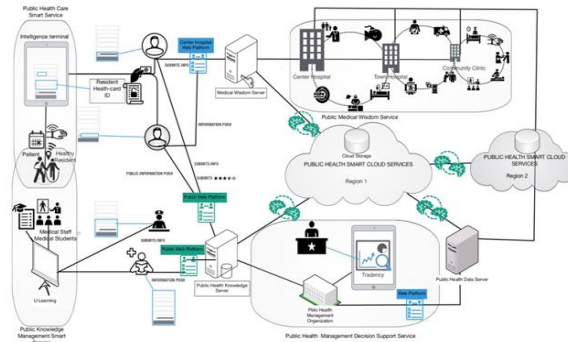 Public Health Care
Smart Service
Intelligence terminal
Resident
Heath-card
ID
Patient
Healthy
Resident
Medical Staff
Medical Students
U-Learning
Public Knowledge
Management Smart
Center Hospital
Web Platform
SUBMITS INFO
INFORMATION PUSH
Medical Wisdom Server
SUBMITS INFO
SUBMITS
PUBLIC INFORMATION PUSH
Public Web Platform
SUBMITS INFO
Public Web Platform
INFORMATION PUSH
Public Health Knowledge
Server
Center Hospital
Town Hospital
Community Clinic
Public Medical Wisdom Service
Cloud Storage
PUBLIC HEALTH SMART CLOUD SERVICES
Region 1
PUBLIC HEALTH SMART CLOUD
SERVICES
Region 2
Tradency
Health
Management
Organization
Web Platform
Public Health Data Server
Public Health Management Decision Support Service